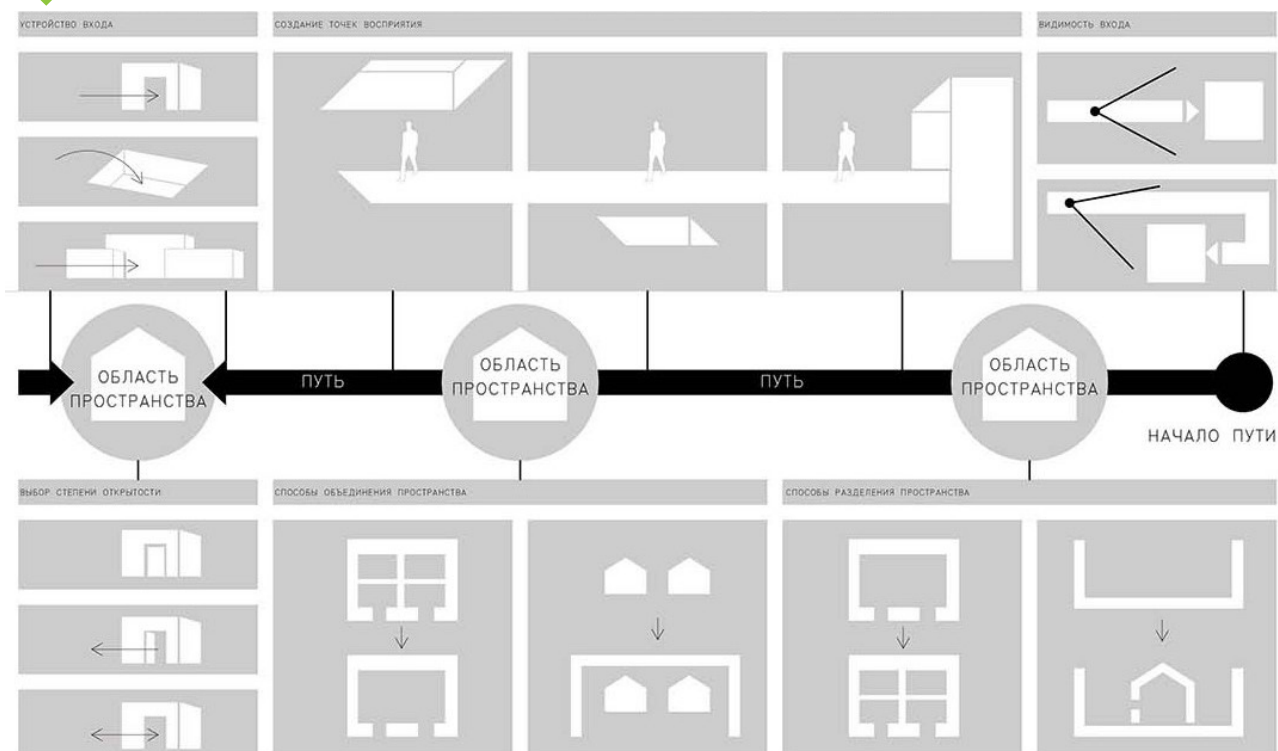 УСТРОЙСТВО ВХОДА
СОЗДАНИЕ ТОЧЕК ВОСПРИЯТИЯ
ВИДИМОСТЬ ВХОДА
ОБЛАСТЬ
ПРОСТРАНСТВА
ПУТЬ
ОБЛАСТЬ
ПРОСТРАНСТВА
ПУТЬ
ОБЛАСТЬ
ПРОСТРАНСТВА
НАЧАЛО ПУТИ
ВЫБОР СТЕПЕНИ ОТКРЫТОСТИ
СПОСОБЫ ОБЪЕДИНЕНИЯ ПРОСТРАНСТВА
СПОСОБЫ РАЗДЕЛЕНИЯ ПРОСТРАНСТВА